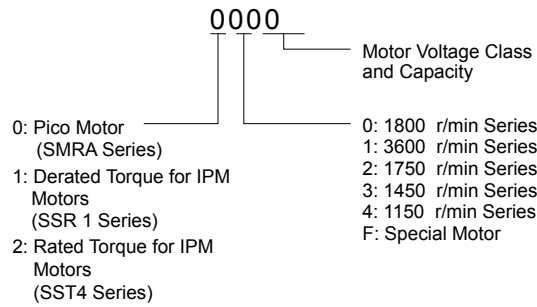 0000
Motor Voltage Class
and Capacity
0: Pico Motor
(SMRA Series)
1: Derated Torque for IPM
Motors
(SSR 1 Series)
2: Rated Torque for IPM
Motors
(SST4 Series)
0: 1800 r/min Series
1: 3600 r/min Series
2: 1750 r/min Series
3: 1450 r/min Series
4: 1150 r/min Series
F: Special Motor